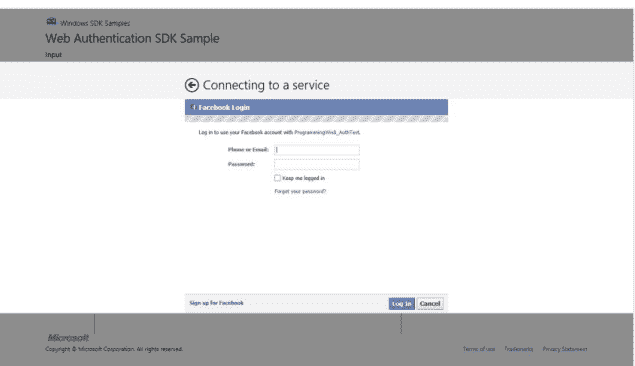 Windows SDK Samples
Web Authentication SDK Sample
Input
Connecting to a service
Facebook Login
Log in to use your Facebook account with ProgrammingWin8_AuthTest.
Phone or Email:
Password:
Keep me logged in
Forgot your password?
Sign up for Facebook
Log In Cancel
Microsoft
Copyright © Microsoft Corporation. All rights reserved.
Terms of use Trademarks Privacy Statement